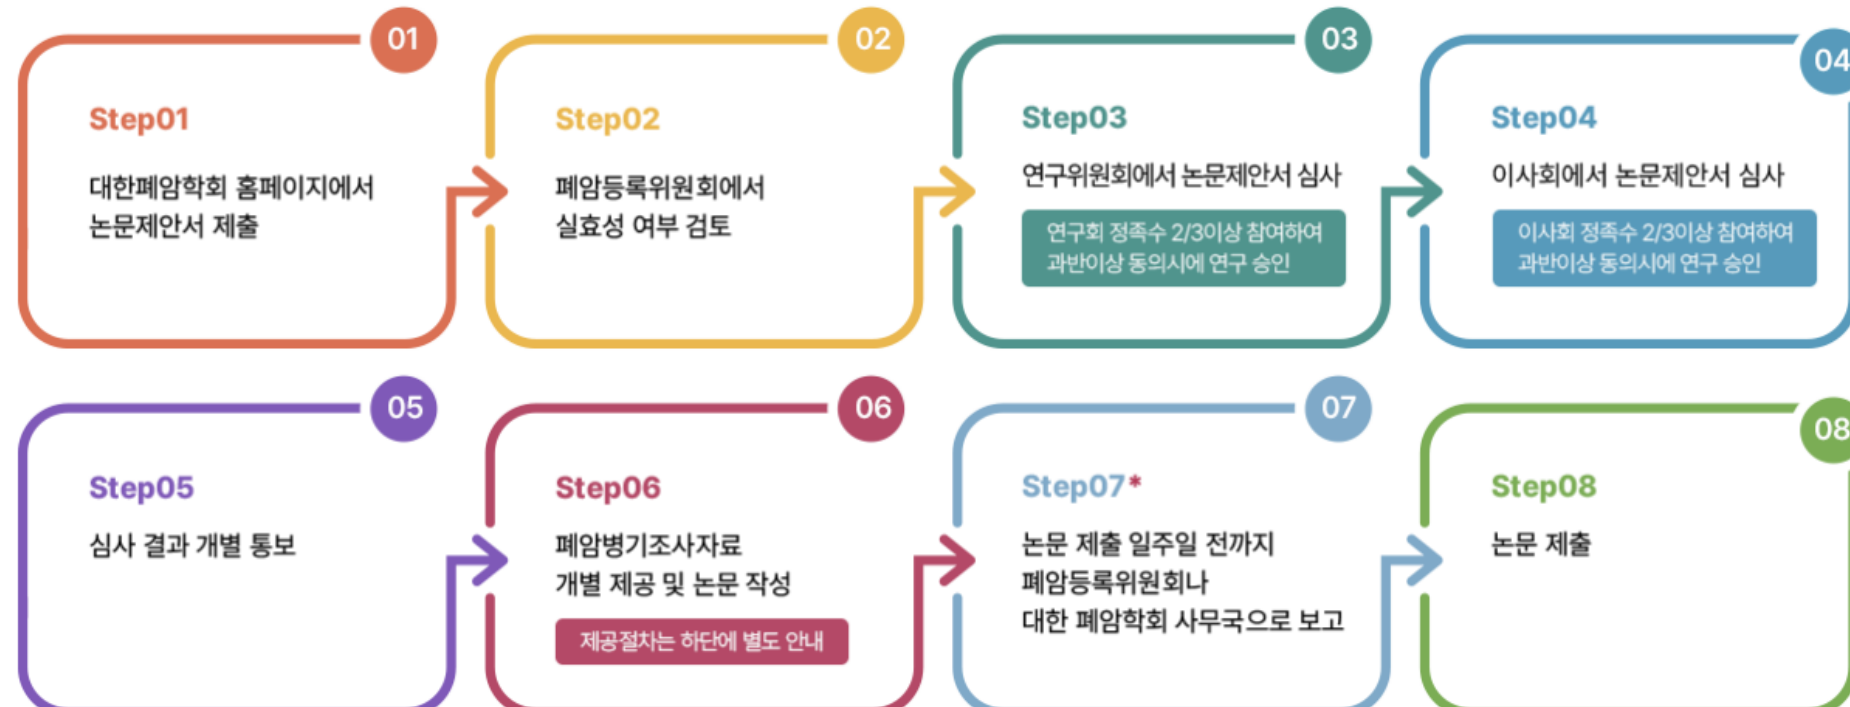 01
Step01
대한폐암학회 홈페이지에서
논문제안서 제출
02
Step02
폐암등록위원회에서
실효성 여부 검토
03
Step03
연구위원회에서 논문제안서 심사
연구회 정족수 2/3이상 참여하여
과반이상 동의시에 연구 승인
04
Step04
이사회에서 논문제안서 심사
이사회 정족수 2/3이상 참여하여
과반이상 동의시에 연구 승인
05
Step05
심사 결과 개별 통보
06
Step06
폐암병기조사자료
개별 제공 및 논문 작성
제공절차는 하단에 별도 안내
07
Step07*
논문 제출 일주일 전까지
폐암등록위원회나
대한 폐암학회 사무국으로 보고
08
Step08
논문 제출